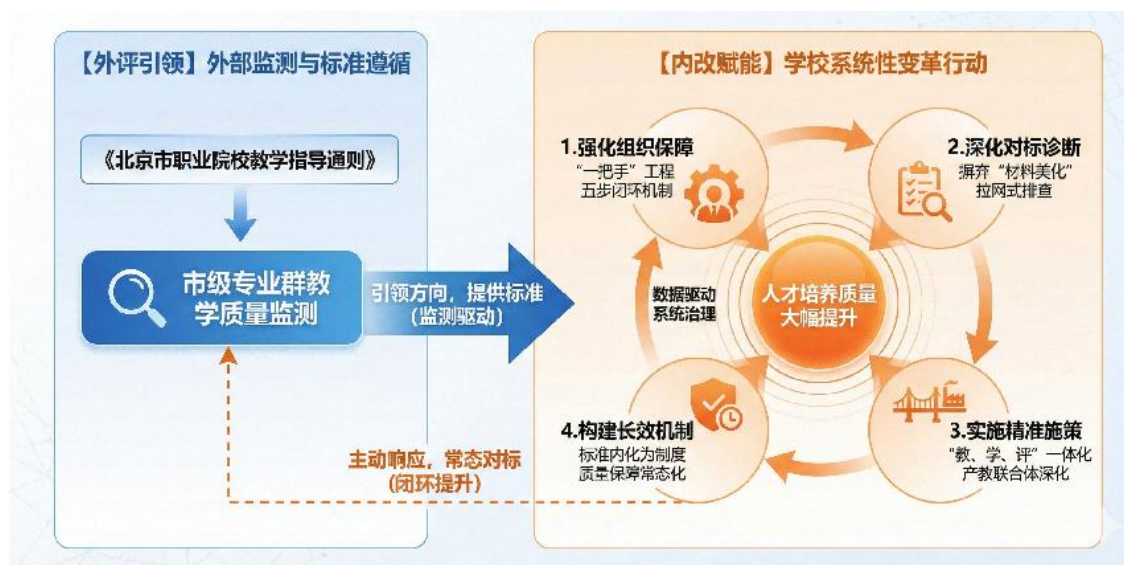 【外评引领】外部监测与标准遵循
《北京市职业院校教学指导通则》
市级专业群教
学质量监测
引领方向，提供标准
(监测驱动)
主动响应，常态对标
(闭环提升)
【内改赋能】学校系统性变革行动
1.强化组织保障
“一把手”工程
五步闭环机制
2.深化对标诊断
摒弃“材料美化”
拉网式排查
数据驱动
系统治理
人才培养质量
大幅提升
4.构建长效机制
标准内化为制度
质量保障常态化
3.实施精准施策
“教、学、评”一体化
产教联合体深化